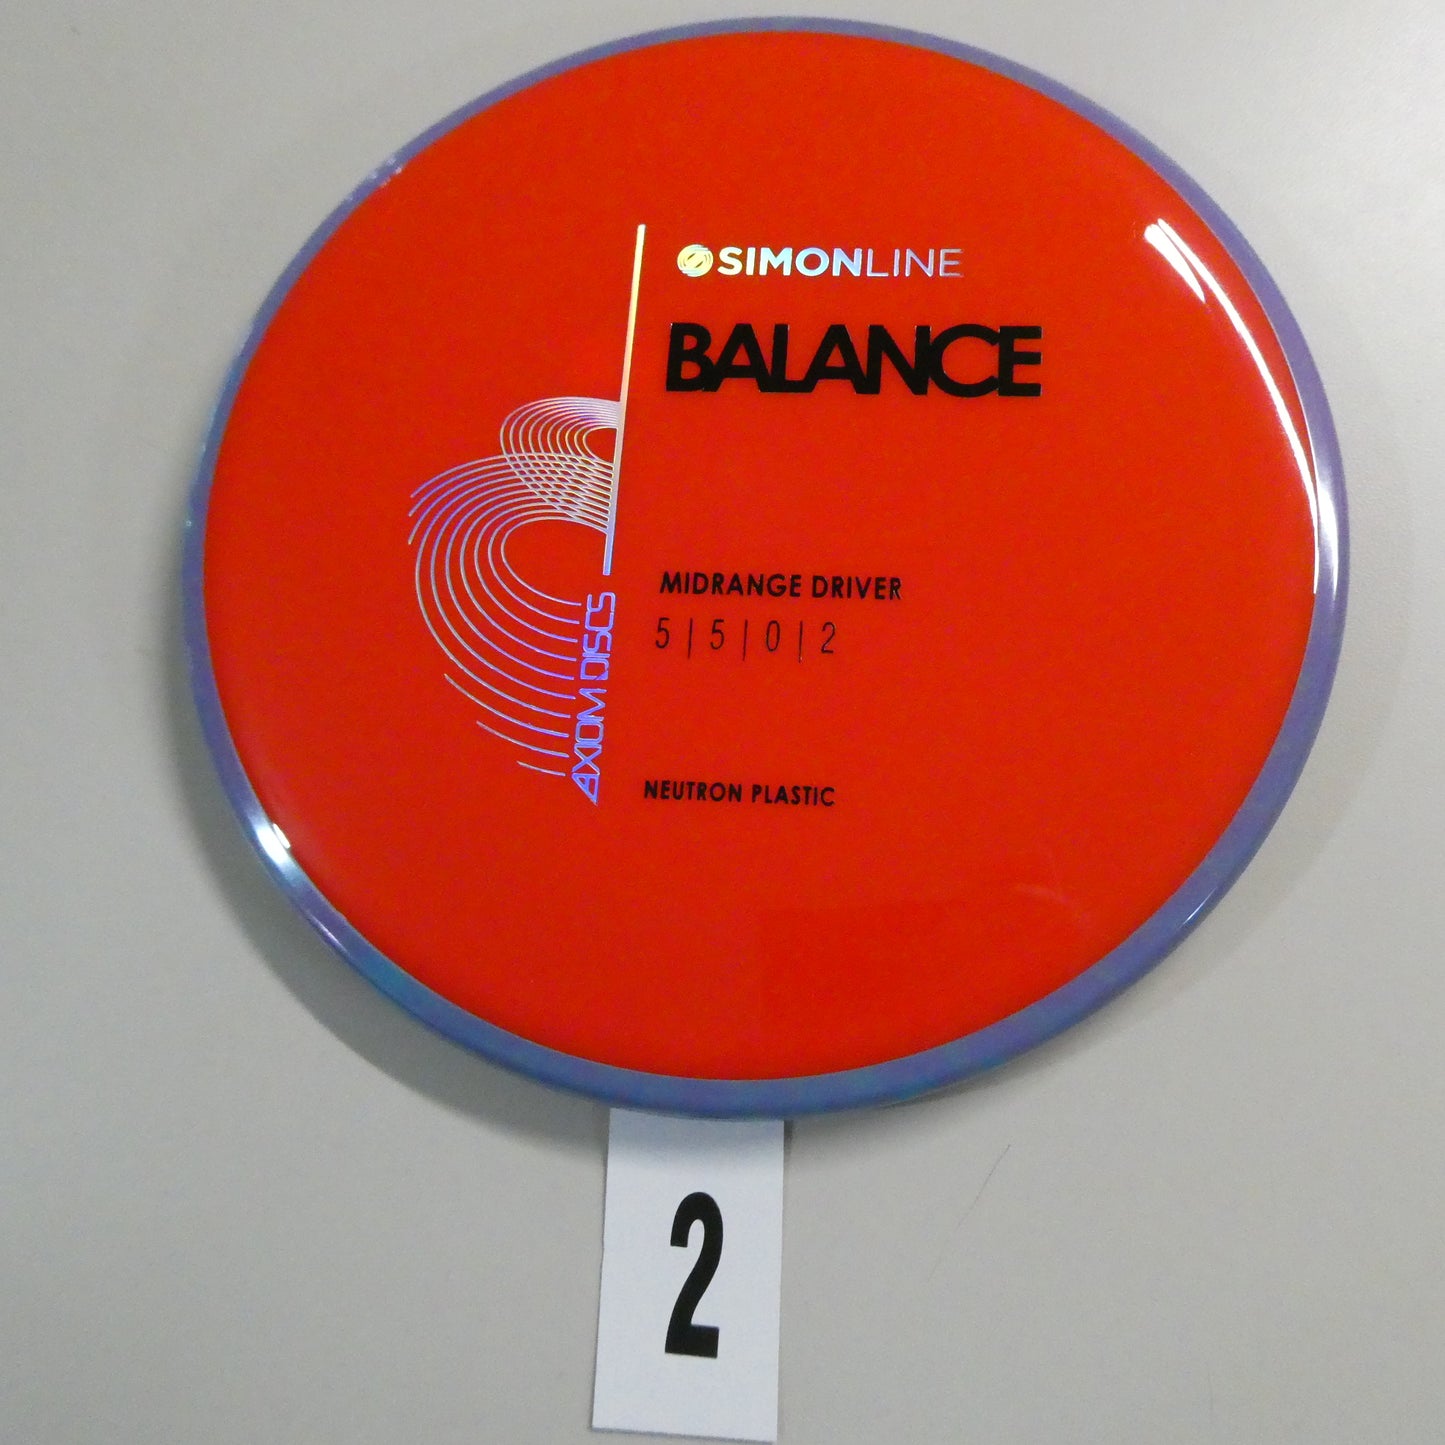 SIMONLINE
BALANCE
MIDRANGE DRIVER
5 | 5 | 0 | 2
AXIOM DISCS
NEUTRON PLASTIC
2